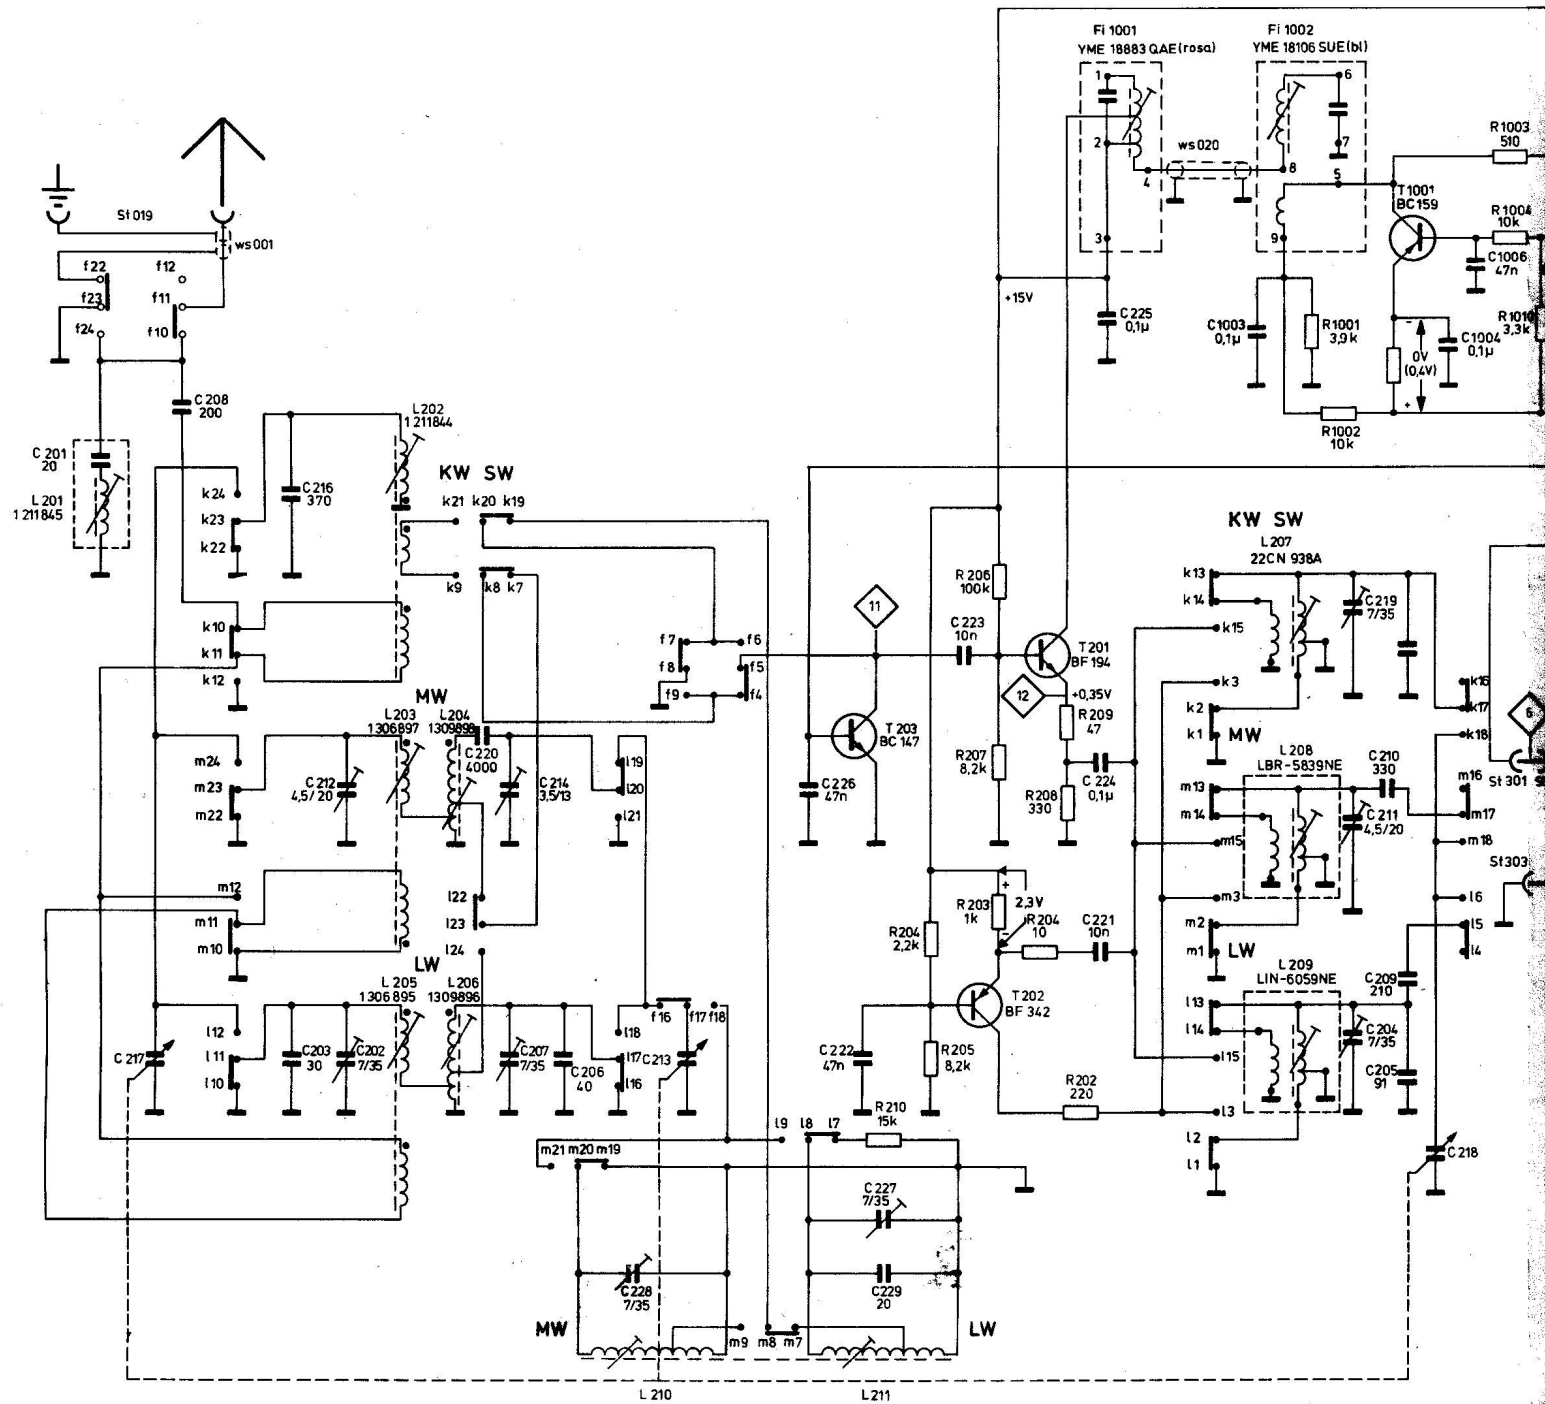 Fi 1001
YME 18883 QAE(rosa)
Fi 1002
YME 18106 SUE(bl)
1
2
3
4
ws020
6
7
8
5
9
R1003
510
T1001
BC159
R1004
10k
C1006
47n
R1010
3,3k
+15V
C225
0,1µ
C1003
0,1µ
R1001
3,9k
-
0V
(0,4V)
+
C1004
0,1µ
R1002
10k
St019
ws001
f22
f23
f24
f12
f11
f10
C208
200
C201
20
L201
1211845
L202
1211844
KW SW
k24
k23
k22
C216
370
k21 k20 k19
k9 k8 k7
k10
k11
k12
f7
f8
f9
f6
f5
f4
11
C223
10n
R206
100k
T201
BF194
12
+0,35V
R209
47
T203
BC147
R207
8,2k
R208
330
C224
0,1µ
C226
47n
KW SW
L207
22CN 938A
k13
k14
k15
C219
7/35
k3
k2
k1
k16
k17
k18
6
MW
L203
1306897
L204
1309898
C220
4000
m24
m23
m22
C212
4,5/20
C214
3,5/13
l19
l20
l21
MW
L208
LBR-5839NE
C210
330
m13
m14
m15
C211
4,5/20
m16
m17
m18
St301
St303
m12
m11
m10
l22
l23
l24
m3
m2
m1
l6
l5
l4
R203
1k
+
2,3V
-
R204
2,2k
R204
10
C221
10n
T202
BF342
LW
L205
1306895
L206
1309896
l12
l11
l10
C217
C203
30
C202
7/35
C207
7/35
C206
40
l18
l17
l16
f16 f17 f18
C213
C222
47n
R205
8,2k
R202
220
LW
L209
LIN-6059NE
C209
210
l13
l14
l15
C204
7/35
C205
91
l3
l2
l1
C218
R210
15k
l9 l8 l7
m21 m20 m19
C227
7/35
C228
7/35
C229
20
MW
m9 m8 m7
LW
L210
L211